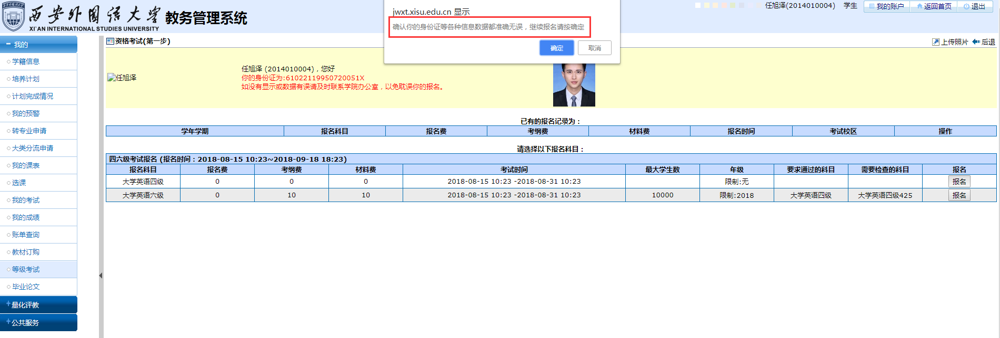 西安外国语大学
XI'AN INTERNATIONAL STUDIES UNIVERSITY
教务管理系统
jwxt.xisu.edu.cn 显示
确认你的身份证等各种信息数据都准确无误，继续报名请按确定
确定 取消
任旭泽(2014010004) 学生 我的账户 返回首页 退出
我的
学籍信息
培养计划
计划完成情况
我的预警
转专业申请
大类分流申请
我的课表
选课
我的考试
我的成绩
账单查询
教材订购
等级考试
毕业论文
量化评教
公共服务
资格考试(第一步)
上传照片 后退
任旭泽
任旭泽 (2014010004)，您好
你的身份证为:61022119950720051X
如没有显示或数据有误请及时联系学院办公室，以免耽误你的报名。
已有的报名记录为：
学年学期 报名科目 报名费 考纲费 材料费 报名时间 考试校区 操作
请选择以下报名科目：
四六级考试报名 (报名时间：2018-08-15 10:23~2018-09-18 18:23)
报名科目 报名费 考纲费 材料费 考试时间 最大学生数 年级 要求通过的科目 需要检查的科目 报名
大学英语四级 0 0 0 2018-08-15 10:23 -2018-08-31 10:23 限制:无 报名
大学英语六级 0 10 10 2018-08-15 10:23 -2018-08-31 10:23 10000 限制:2018 大学英语四级 大学英语四级425 报名